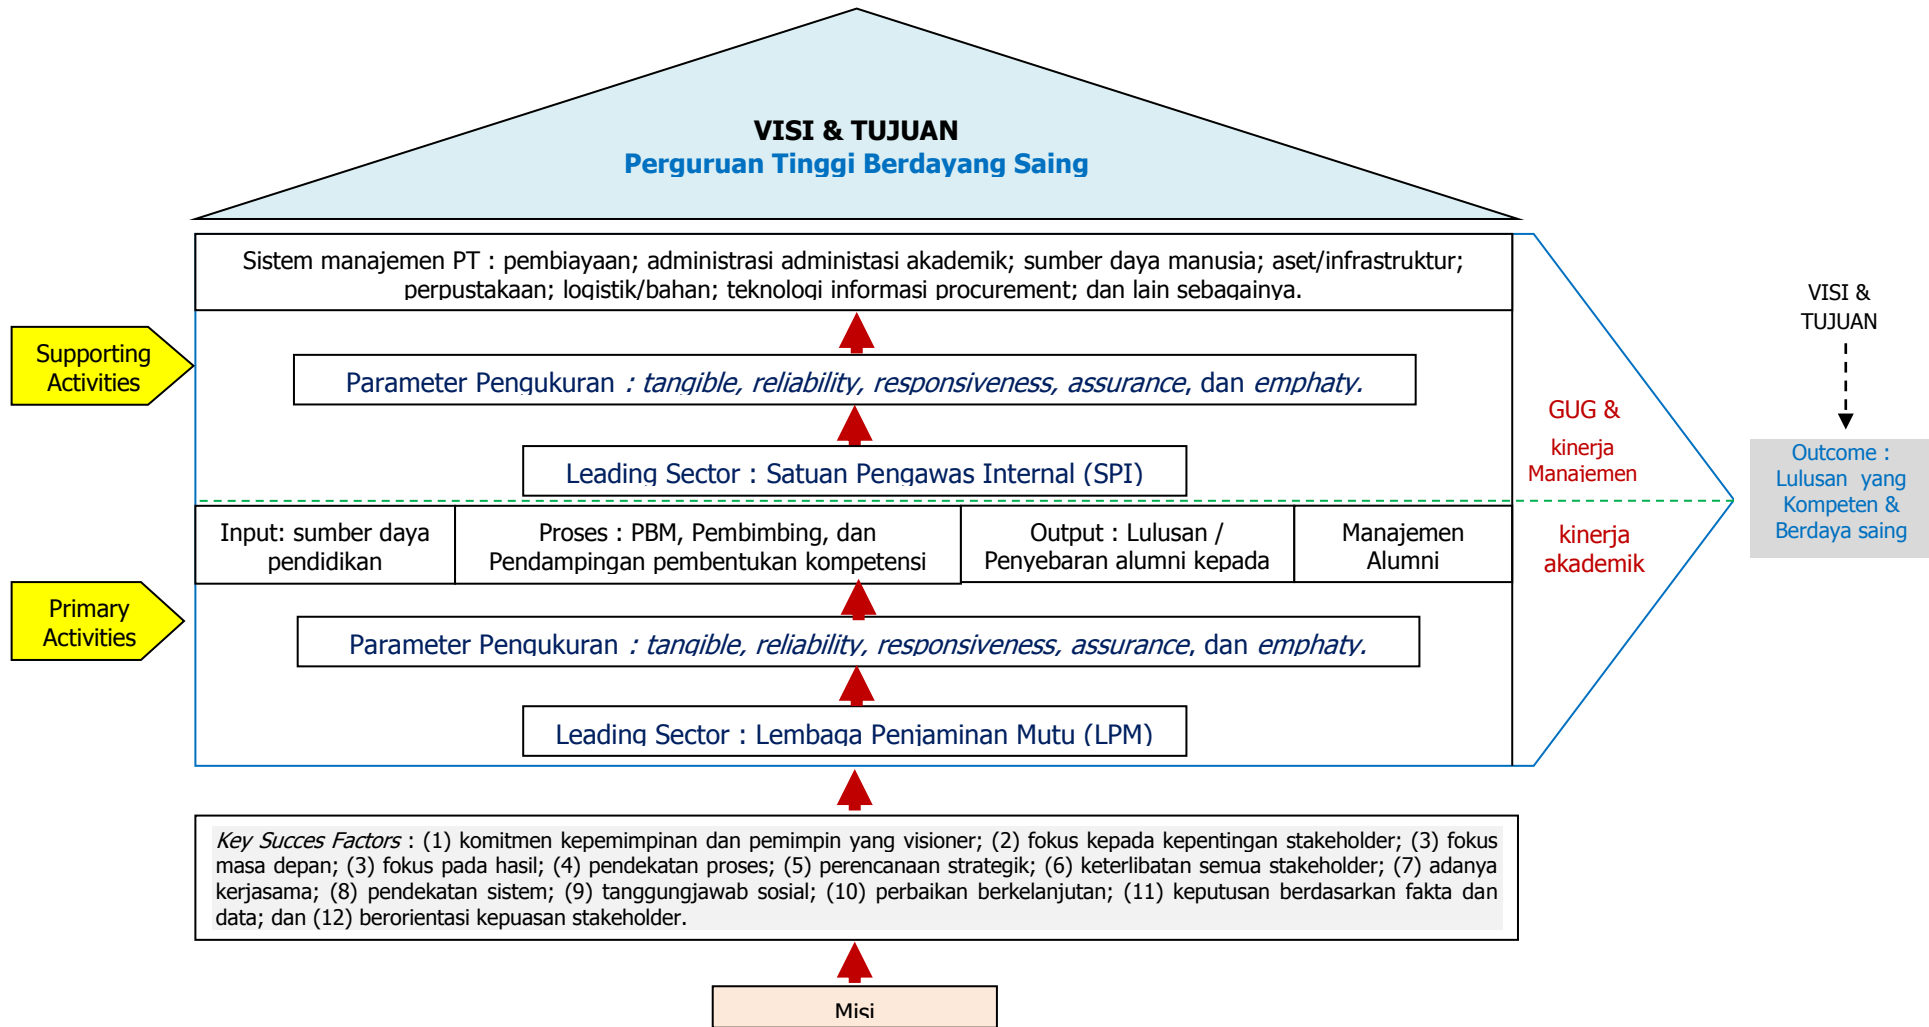 VISI & TUJUAN
Perguruan Tinggi Berdayang Saing
Sistem manajemen PT : pembiayaan; administrasi administasi akademik; sumber daya manusia; aset/infrastruktur;
perpustakaan; logistik/bahan; teknologi informasi procurement; dan lain sebagainya.
Supporting
Activities
Parameter Pengukuran : tangible, reliability, responsiveness, assurance, dan emphaty.
Leading Sector : Satuan Pengawas Internal (SPI)
GUG &
kinerja
Manajemen
VISI &
TUJUAN
Outcome :
Lulusan yang
Kompeten &
Berdaya saing
Input: sumber daya
pendidikan
Proses : PBM, Pembimbing, dan
Pendampingan pembentukan kompetensi
Output : Lulusan /
Penyebaran alumni kepada
Manajemen
Alumni
kinerja
akademik
Primary
Activities
Parameter Pengukuran : tangible, reliability, responsiveness, assurance, dan emphaty.
Leading Sector : Lembaga Penjaminan Mutu (LPM)
Key Succes Factors : (1) komitmen kepemimpinan dan pemimpin yang visioner; (2) fokus kepada kepentingan stakeholder; (3) fokus
masa depan; (3) fokus pada hasil; (4) pendekatan proses; (5) perencanaan strategik; (6) keterlibatan semua stakeholder; (7) adanya
kerjasama; (8) pendekatan sistem; (9) tanggungjawab sosial; (10) perbaikan berkelanjutan; (11) keputusan berdasarkan fakta dan
data; dan (12) berorientasi kepuasan stakeholder.
Misi